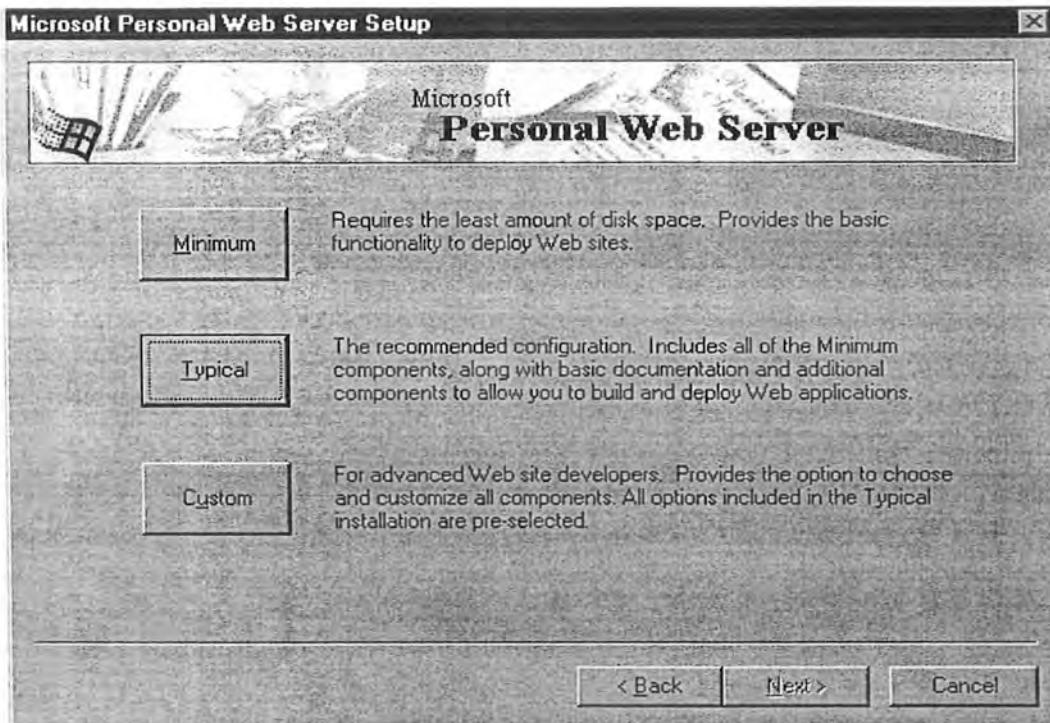 Microsoft Personal Web Server Setup
Microsoft
Personal Web Server
Minimum
Requires the least amount of disk space. Provides the basic
functionality to deploy Web sites.
Typical
The recommended configuration. Includes all of the Minimum
components, along with basic documentation and additional
components to allow you to build and deploy Web applications.
Custom
For advanced Web site developers. Provides the option to choose
and customize all components. All options included in the Typical
installation are pre-selected.
< Back
Next >
Cancel